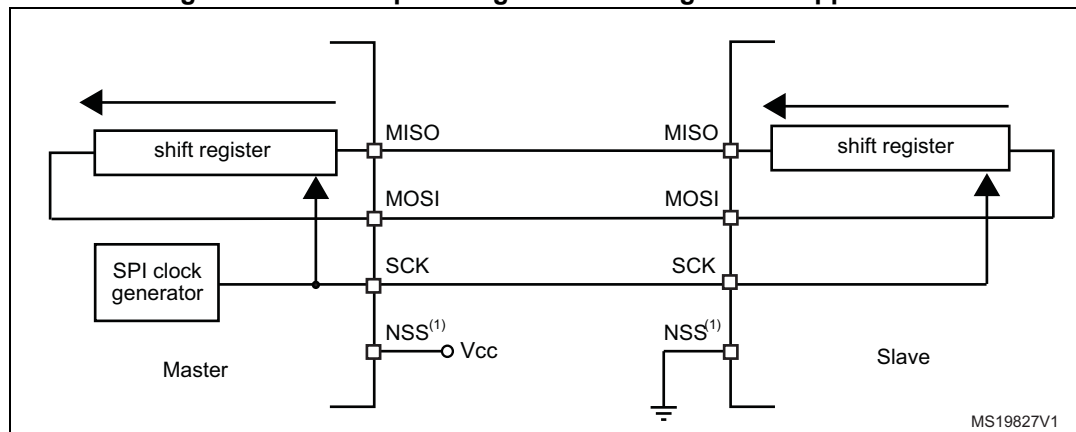 MISO
MISO
shift register
shift register
MOSI
MOSI
SPI clock
generator
SCK
SCK
NSS(1)
Vcc
NSS(1)
Master
Slave
MS19827V1